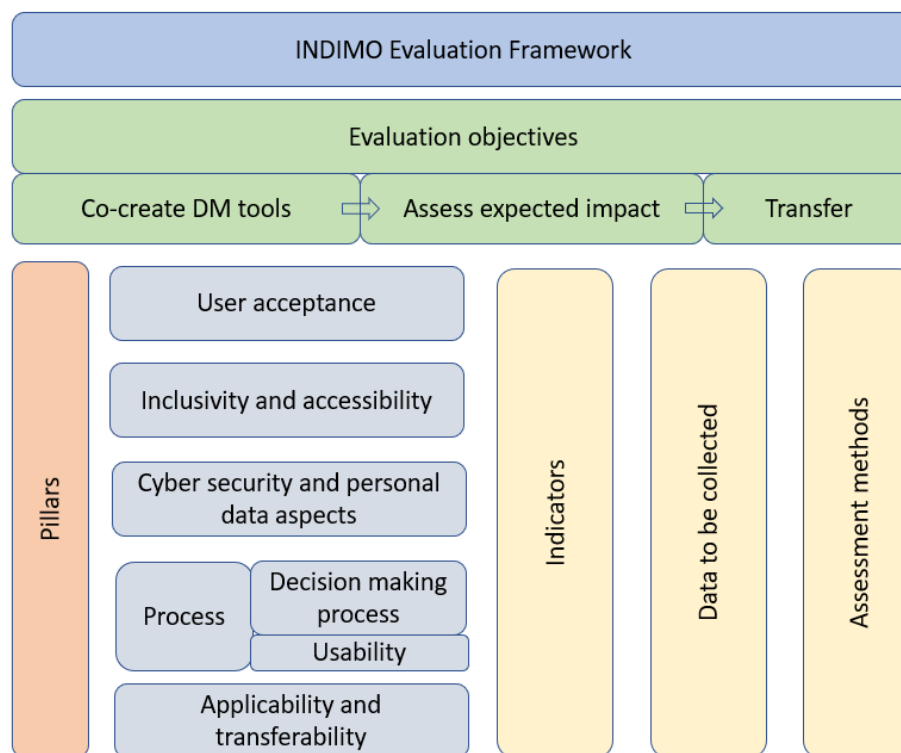 INDIMO Evaluation Framework
Evaluation objectives
Co-create DM tools
Assess expected impact
Transfer
Pillars
User acceptance
Inclusivity and accessibility
Cyber security and personal
data aspects
Process
Decision making
process
Usability
Applicability and
transferability
Indicators
Data to be collected
Assessment methods